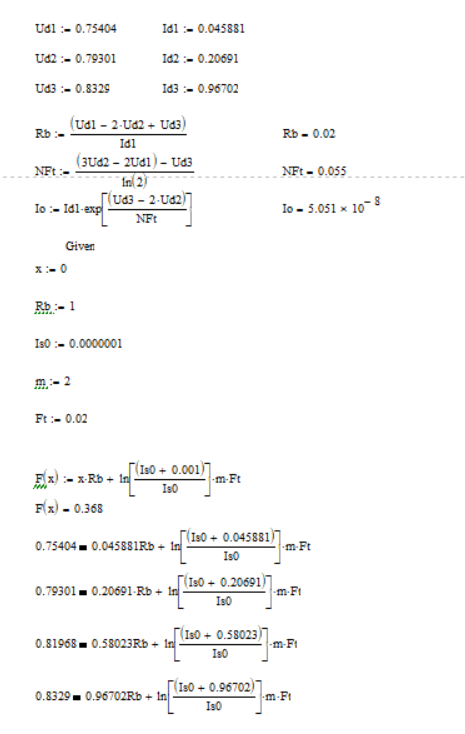 Ud1 := 0.75404 Id1 := 0.045881
Ud2 := 0.79301 Id2 := 0.20691
Ud3 := 0.8329 Id3 := 0.96702
Rb := (Ud1 − 2·Ud2 + Ud3) / Id1 Rb = 0.02
NFt := (3Ud2 − 2Ud1) − Ud3 / ln(2) NFt = 0.055
Io := Id1·exp[(Ud3 − 2·Ud2) / NFt] Io = 5.051 × 10^−8
Given
x := 0
Rb := 1
Is0 := 0.0000001
m := 2
Ft := 0.02
F(x) := x·Rb + ln[(Is0 + 0.001) / Is0]·m·Ft
F(x) = 0.368
0.75404 = 0.045881Rb + ln[(Is0 + 0.045881) / Is0]·m·Ft
0.79301 = 0.20691·Rb + ln[(Is0 + 0.20691) / Is0]·m·Ft
0.81968 = 0.58023Rb + ln[(Is0 + 0.58023) / Is0]·m·Ft
0.8329 = 0.96702Rb + ln[(Is0 + 0.96702) / Is0]·m·Ft